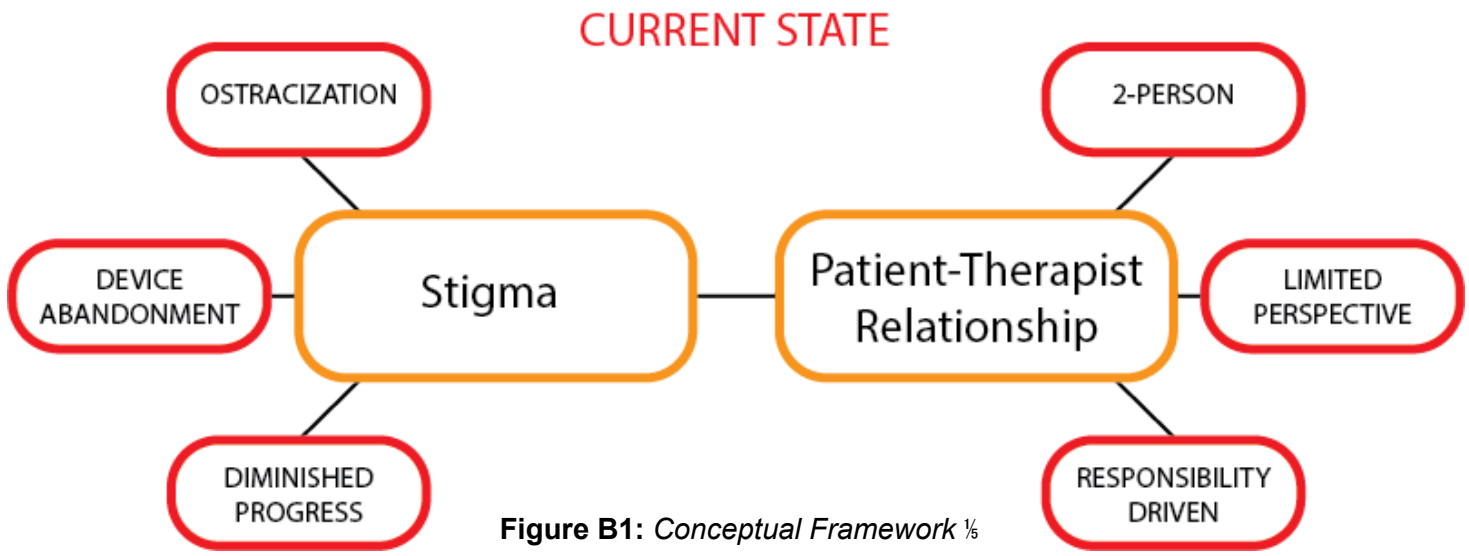 CURRENT STATE
OSTRACIZATION
2-PERSON
DEVICE
ABANDONMENT
Stigma
Patient-Therapist
Relationship
LIMITED
PERSPECTIVE
DIMINISHED
PROGRESS
RESPONSIBILITY
DRIVEN
Figure B1: Conceptual Framework ⅕